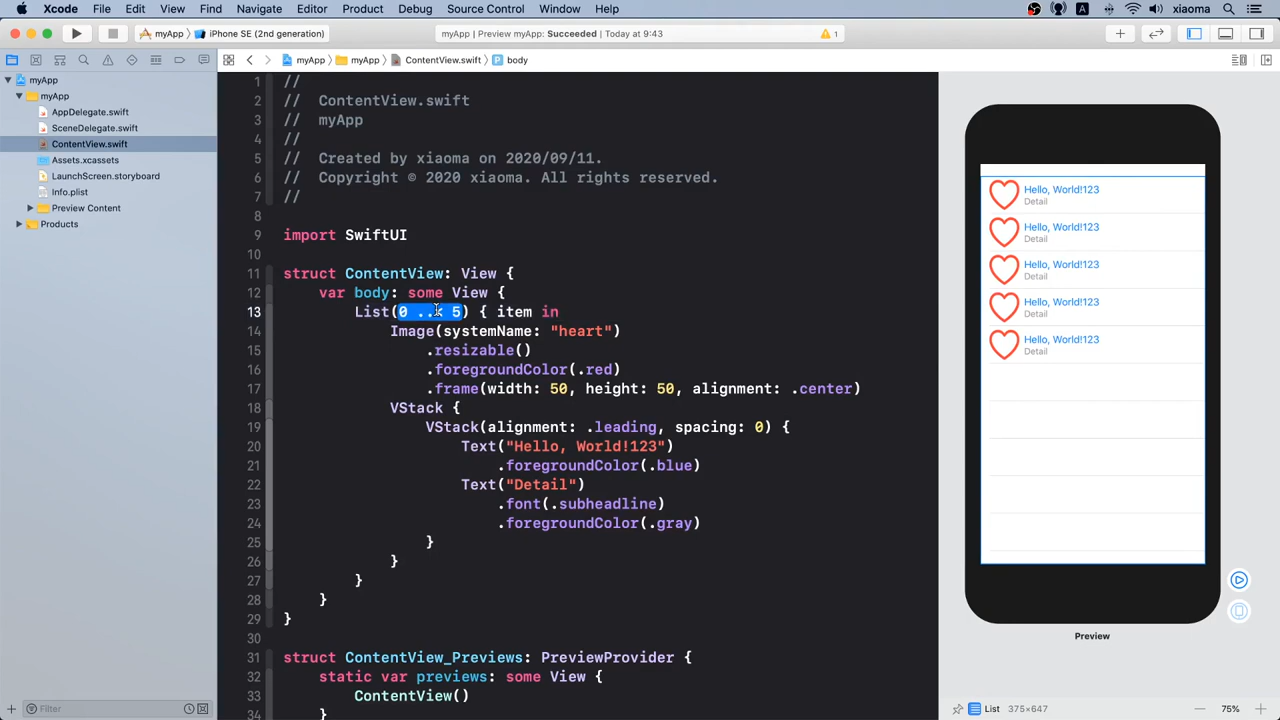 Xcode File Edit View Find Navigate Editor Product Debug Source Control Window Help A xiaoma
myApp iPhone SE (2nd generation) myApp | Preview myApp: Succeeded | Today at 9:43 1
myApp myApp ContentView.swift P body
myApp
myApp
AppDelegate.swift
SceneDelegate.swift
ContentView.swift
Assets.xcassets
LaunchScreen.storyboard
Info.plist
Preview Content
Products
Filter
1 //
2 //  ContentView.swift
3 //  myApp
4 //
5 //  Created by xiaoma on 2020/09/11.
6 //  Copyright © 2020 xiaoma. All rights reserved.
7 //
8
9 import SwiftUI
10
11 struct ContentView: View {
12 var body: some View {
13 List(0 ..< 5) { item in
14 Image(systemName: "heart")
15 .resizable()
16 .foregroundColor(.red)
17 .frame(width: 50, height: 50, alignment: .center)
18 VStack {
19 VStack(alignment: .leading, spacing: 0) {
20 Text("Hello, World!123")
21 .foregroundColor(.blue)
22 Text("Detail")
23 .font(.subheadline)
24 .foregroundColor(.gray)
25 }
26 }
27 }
28 }
29 }
30
31 struct ContentView_Previews: PreviewProvider {
32 static var previews: some View {
33 ContentView()
34 }
Hello, World!123
Detail
Hello, World!123
Detail
Hello, World!123
Detail
Hello, World!123
Detail
Hello, World!123
Detail
Preview
List 375×647 75%